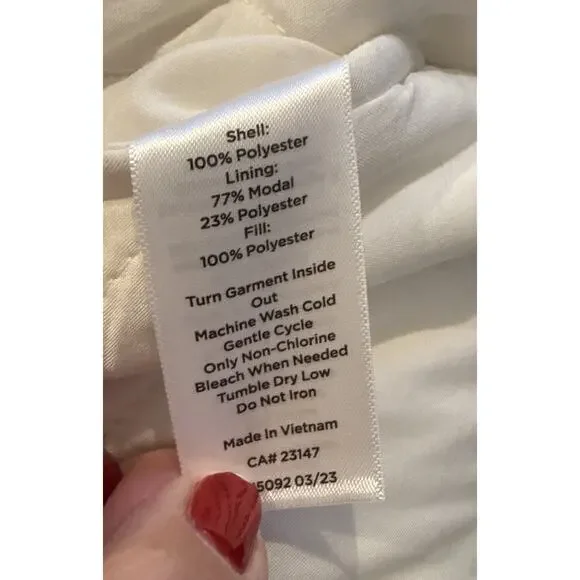 Shell:
100% Polyester
Lining:
77% Modal
23% Polyester
Fill:
100% Polyester
Turn Garment Inside
Out
Machine Wash Cold
Gentle Cycle
Only Non-Chlorine
Bleach When Needed
Tumble Dry Low
Do Not Iron
Made In Vietnam
CA# 23147
5092 03/23